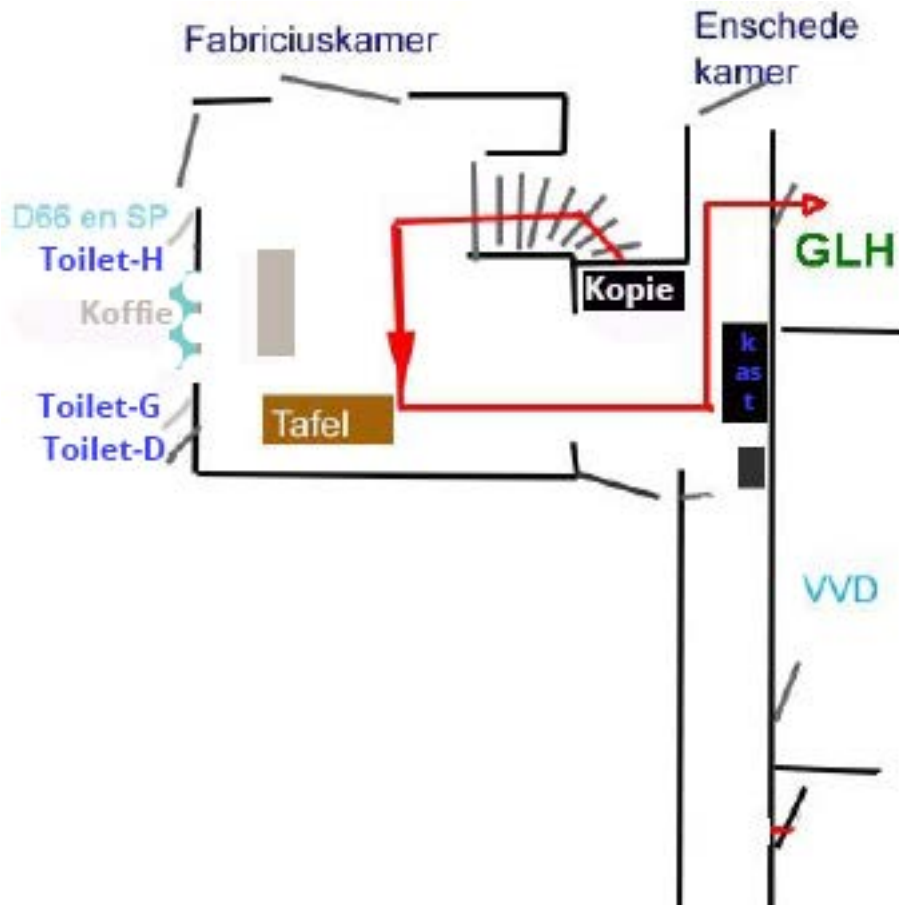 Fabriciuskamer
Enschede
kamer
D66 en SP
Toilet-H
Koffie
Toilet-G
Toilet-D
Tafel
Kopie
GLH
k
as
t
VVD